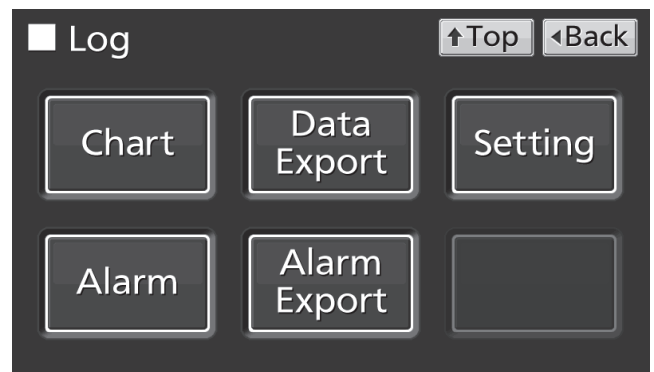 Log
↑Top
◂Back
Chart
Data
Export
Setting
Alarm
Alarm
Export